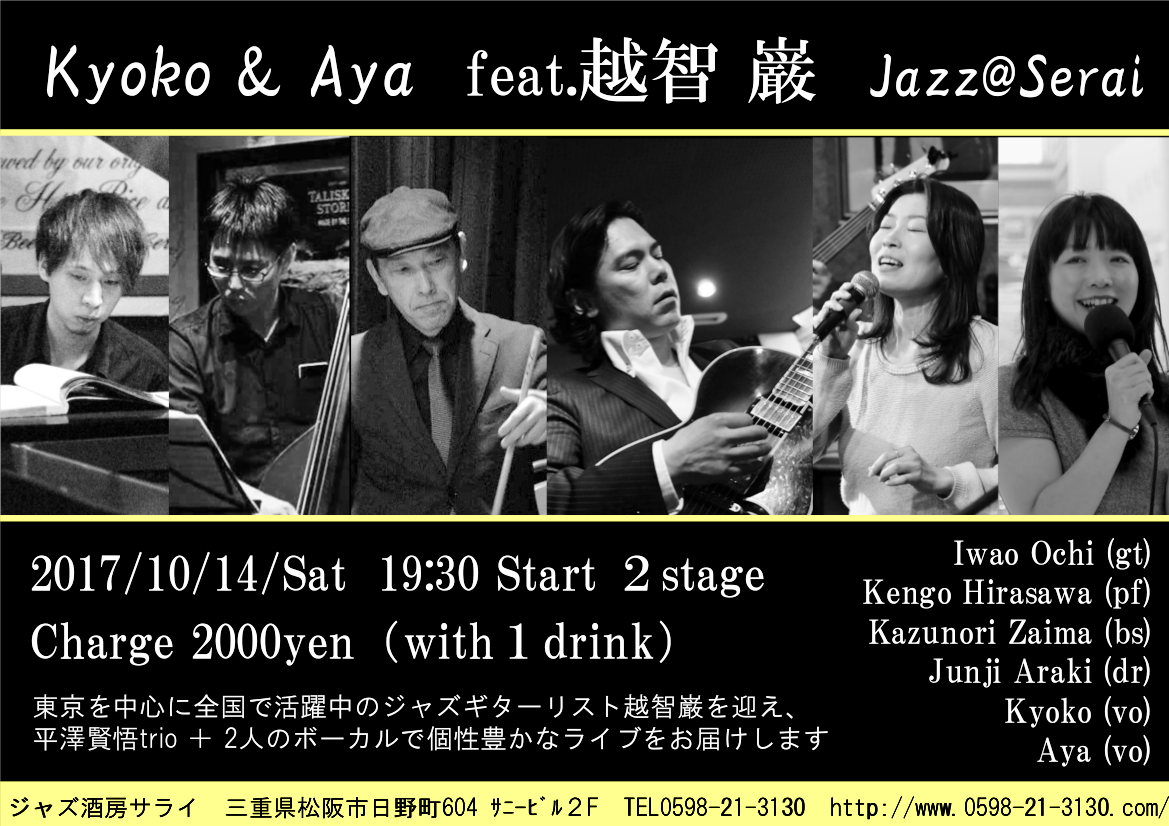 Kyoko & Aya feat.越智 巌 Jazz@Serai
wed by our orig
TALISK
STOR
2017/10/14/Sat 19:30 Start 2 stage
Charge 2000yen (with 1 drink)
東京を中心に全国で活躍中のジャズギターリスト越智巌を迎え、
平澤賢悟trio + 2人のボーカルで個性豊かなライブをお届けします
Iwao Ochi (gt)
Kengo Hirasawa (pf)
Kazunori Zaima (bs)
Junji Araki (dr)
Kyoko (vo)
Aya (vo)
ジャズ酒房サライ 三重県松阪市日野町604 ｻﾆｰﾋﾞﾙ2F TEL0598-21-3130 http://www.0598-21-3130.com/